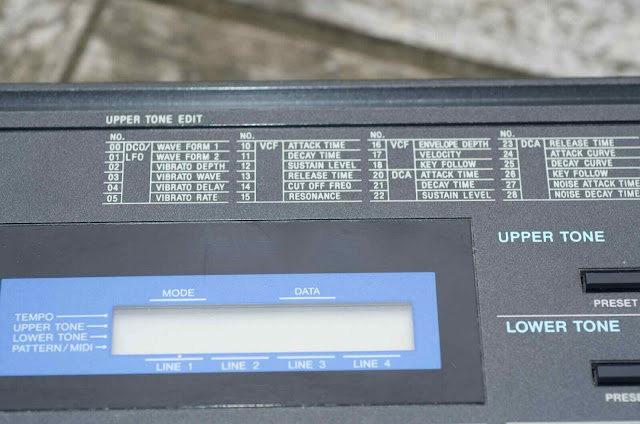 UPPER TONE EDIT
NO. NO. NO. NO.
00 DCO/ WAVE FORM 1 10 VCF ATTACK TIME 16 VCF ENVELOPE DEPTH 23 DCA RELEASE TIME
01 LFO WAVE FORM 2 11 DECAY TIME 17 VELOCITY 24 ATTACK CURVE
02 VIBRATO DEPTH 12 SUSTAIN LEVEL 18 KEY FOLLOW 25 DECAY CURVE
03 VIBRATO WAVE 13 RELEASE TIME 20 DCA ATTACK TIME 26 KEY FOLLOW
04 VIBRATO DELAY 14 CUT OFF FREQ 21 DECAY TIME 27 NOISE ATTACK TIME
05 VIBRATO RATE 15 RESONANCE 22 SUSTAIN LEVEL 28 NOISE DECAY TIME
UPPER TONE
MODE DATA
PRESET
TEMPO
UPPER TONE
LOWER TONE
PATTERN/MIDI
LOWER TONE
LINE 1 LINE 2 LINE 3 LINE 4
PRESE